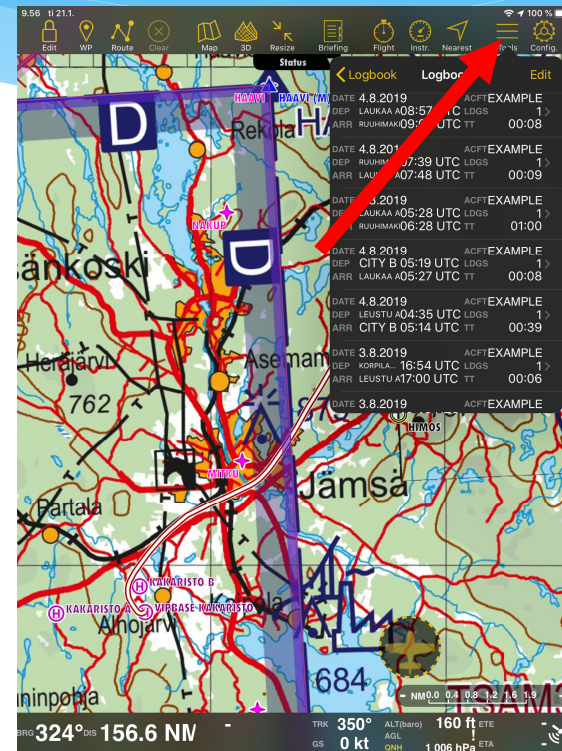 9.56 ti 21.1.
100 %
Edit WP Route Clear Map 3D Resize Briefing Flight Instr. Nearest Tools Config.
Status
Logbook
Edit
DATE 4.8.2019 ACFT EXAMPLE
DEP LAUKAA A 08:57 UTC LDGS 1
ARR RUUHIMAKI TT 00:08
DATE ACFT EXAMPLE
DEP RUUHIMAKI 07:39 UTC LDGS 1
ARR 07:48 UTC TT 00:09
DATE 4.8.2019 ACFT EXAMPLE
DEP LAUKAA A 05:28 UTC LDGS 1
ARR RUUHIMAKI 06:28 UTC TT 01:00
DATE 4.8.2019 ACFT EXAMPLE
DEP CITY B 05:19 UTC LDGS 1
ARR LAUKAA A 05:27 UTC TT 00:08
DATE 4.8.2019 ACFT EXAMPLE
DEP LEUSTU A 04:35 UTC LDGS 1
ARR CITY B 05:14 UTC TT 00:39
DATE 3.8.2019 ACFT EXAMPLE
DEP KORPILA... 16:54 UTC LDGS 1
ARR LEUSTU A 17:00 UTC TT 00:06
DATE 3.8.2019 ACFT EXAMPLE
HAAVI HAAVI (M)
D
Rekola
NAKUP
D
änkoski
Herajärvi
762
HIMOS
MITKU
Jämsä
Partala
KAKARISTO B
KAKARISTO A VIPBASE KAKARISTO
Alhojärvi
684
ninpohja
NM 0.0 0.4 0.8 1.2 1.6 1.9
BRG 324° DIS 156.6 NM -
TRK 350° ALT(baro) 160 ft ETE -
AGL !
GS 0 kt QNH 1 006 hPa ETA -